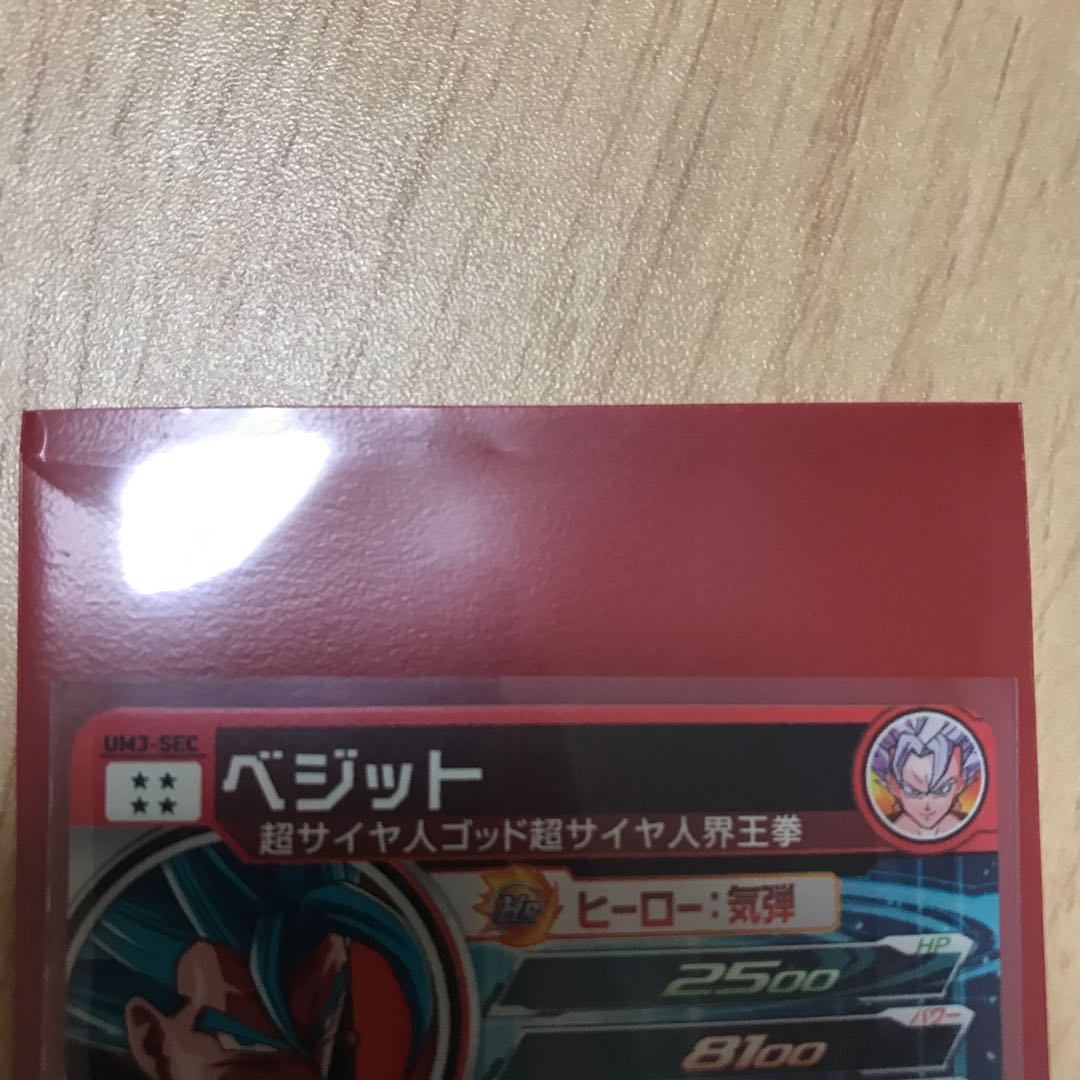 UM3-SEC
ベジット
超サイヤ人ゴッド超サイヤ人界王拳
HR
ヒーロー:気弾
HP
2500
パワー
8100